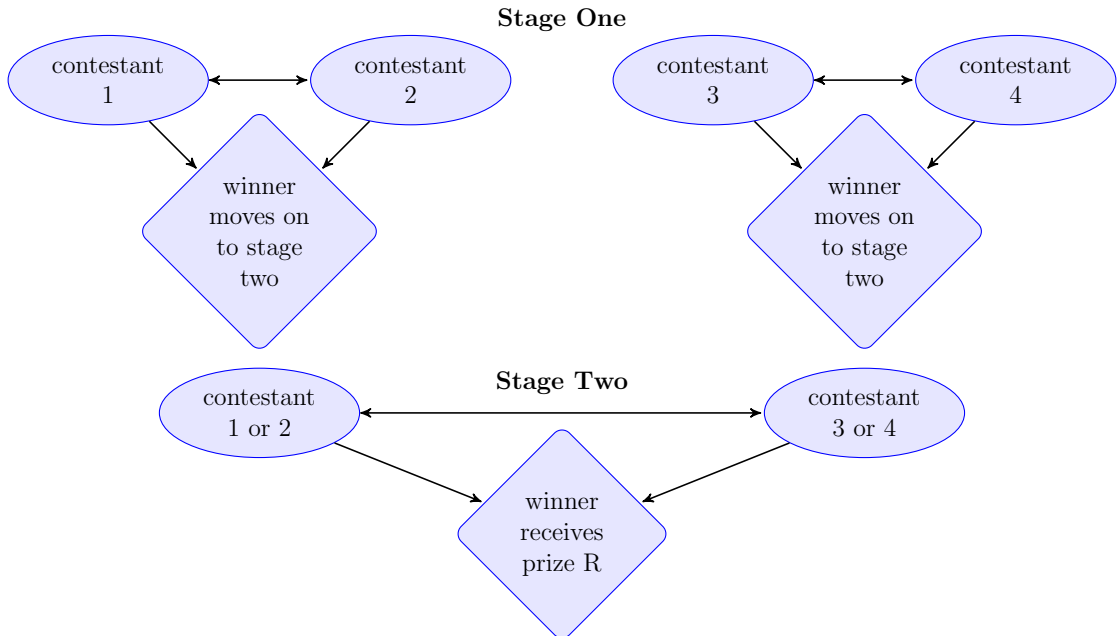 Stage One
contestant
1
contestant
2
contestant
3
contestant
4
winner
moves on
to stage
two
winner
moves on
to stage
two
Stage Two
contestant
1 or 2
contestant
3 or 4
winner
receives
prize R